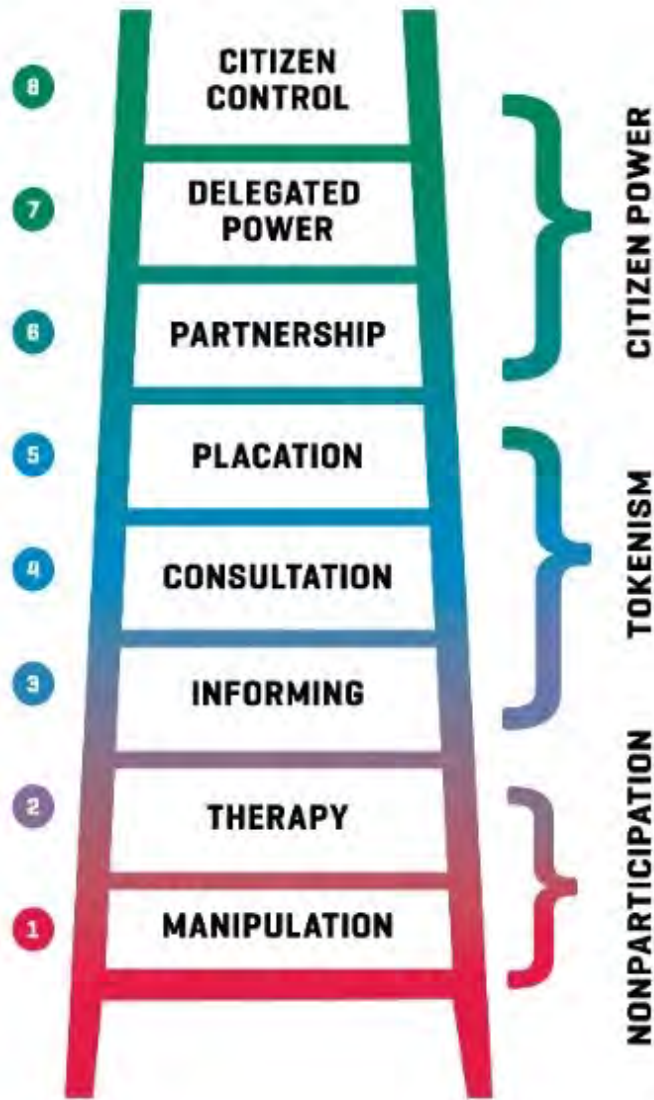 8
CITIZEN
CONTROL
7
DELEGATED
POWER
6
PARTNERSHIP
CITIZEN POWER
5
PLACATION
4
CONSULTATION
3
INFORMING
TOKENISM
2
THERAPY
1
MANIPULATION
NONPARTICIPATION